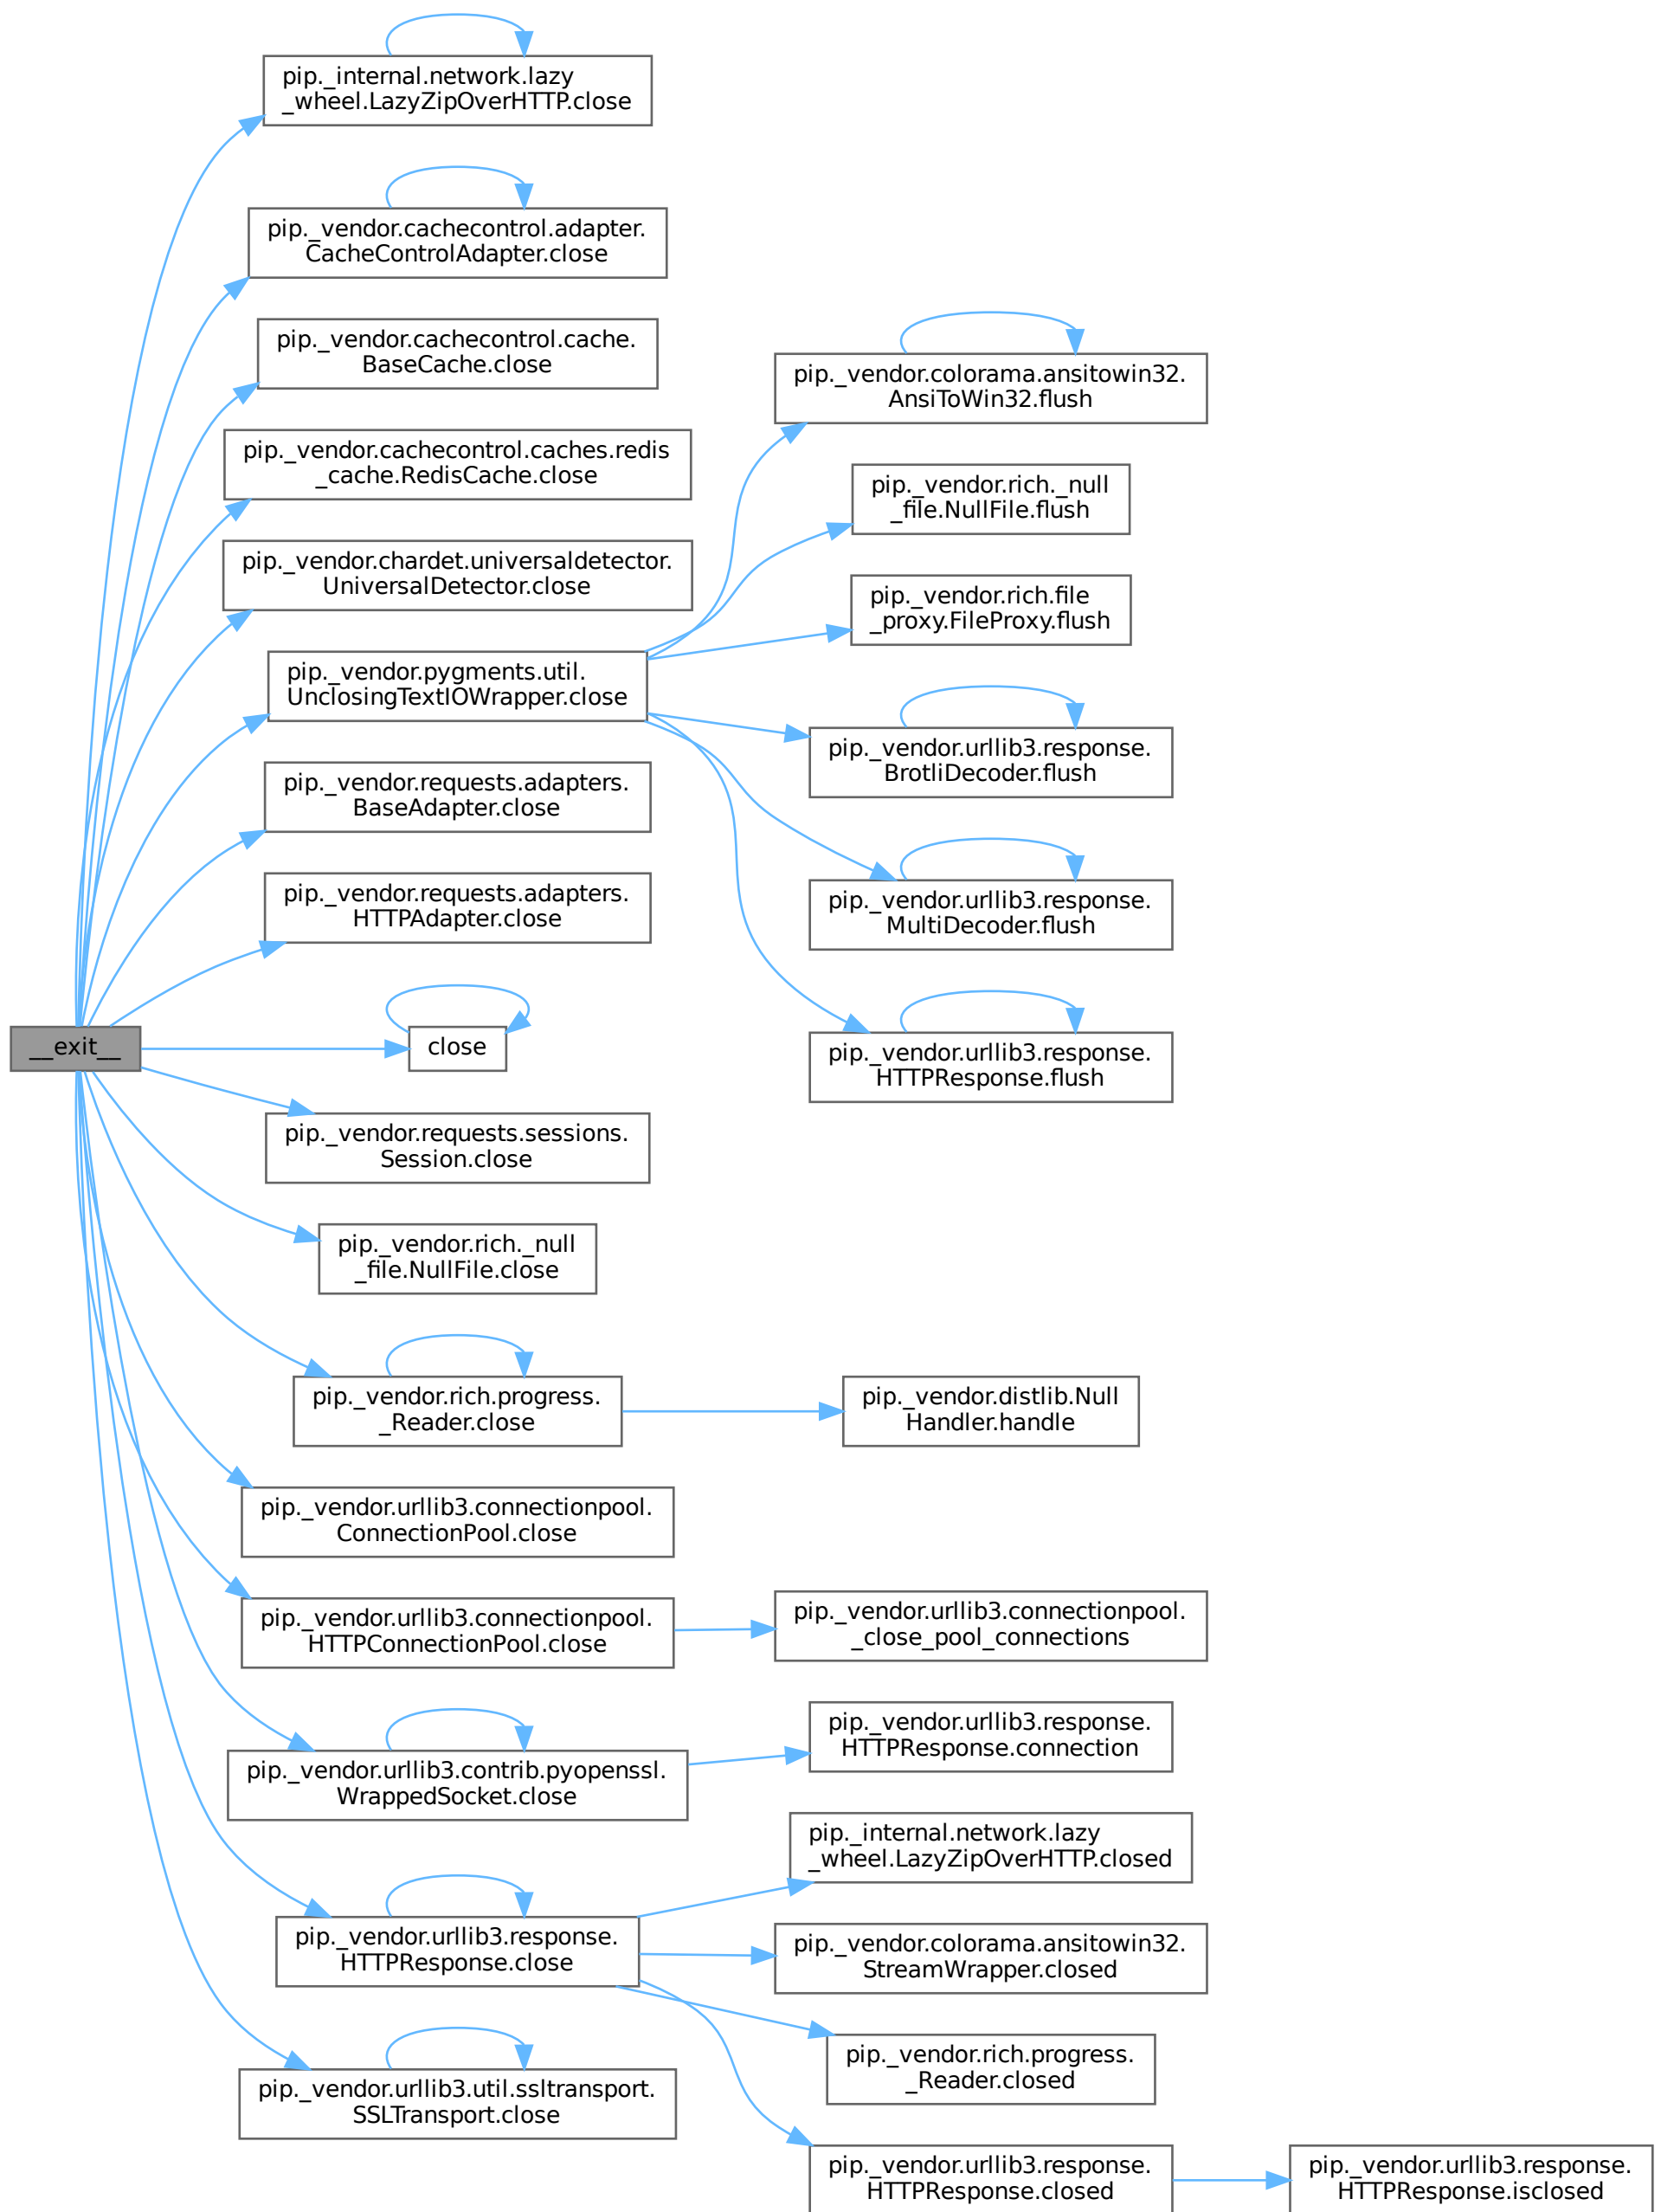 pip._internal.network.lazy
_wheel.LazyZipOverHTTP.close
pip._vendor.cachecontrol.adapter.
CacheControlAdapter.close
pip._vendor.cachecontrol.cache.
BaseCache.close
pip._vendor.cachecontrol.caches.redis
_cache.RedisCache.close
pip._vendor.chardet.universaldetector.
UniversalDetector.close
pip._vendor.pygments.util.
UnclosingTextIOWrapper.close
pip._vendor.requests.adapters.
BaseAdapter.close
pip._vendor.requests.adapters.
HTTPAdapter.close
__exit__
close
pip._vendor.requests.sessions.
Session.close
pip._vendor.rich._null
_file.NullFile.close
pip._vendor.rich.progress.
_Reader.close
pip._vendor.urllib3.connectionpool.
ConnectionPool.close
pip._vendor.urllib3.connectionpool.
HTTPConnectionPool.close
pip._vendor.urllib3.contrib.pyopenssl.
WrappedSocket.close
pip._vendor.urllib3.response.
HTTPResponse.close
pip._vendor.urllib3.util.ssltransport.
SSLTransport.close
pip._vendor.colorama.ansitowin32.
AnsiToWin32.flush
pip._vendor.rich._null
_file.NullFile.flush
pip._vendor.rich.file
_proxy.FileProxy.flush
pip._vendor.urllib3.response.
BrotliDecoder.flush
pip._vendor.urllib3.response.
MultiDecoder.flush
pip._vendor.urllib3.response.
HTTPResponse.flush
pip._vendor.distlib.Null
Handler.handle
pip._vendor.urllib3.connectionpool.
_close_pool_connections
pip._vendor.urllib3.response.
HTTPResponse.connection
pip._internal.network.lazy
_wheel.LazyZipOverHTTP.closed
pip._vendor.colorama.ansitowin32.
StreamWrapper.closed
pip._vendor.rich.progress.
_Reader.closed
pip._vendor.urllib3.response.
HTTPResponse.closed
pip._vendor.urllib3.response.
HTTPResponse.isclosed